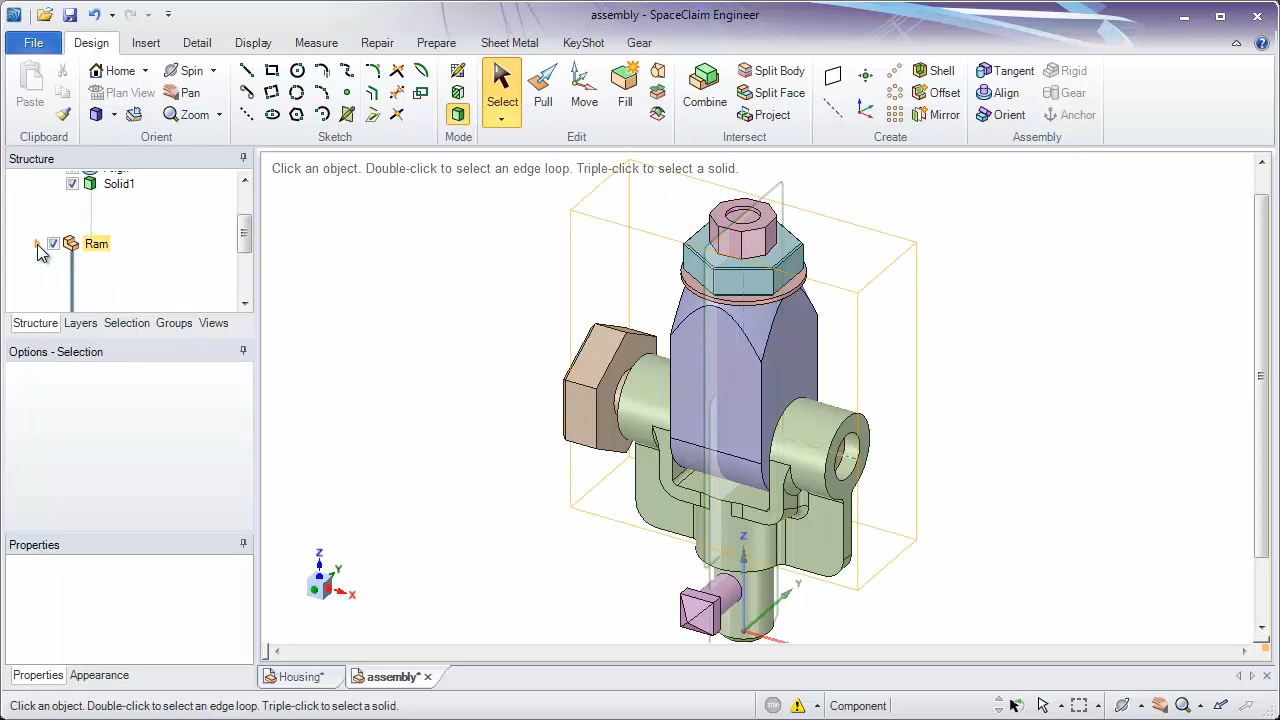 assembly - SpaceClaim Engineer
File Design Insert Detail Display Measure Repair Prepare Sheet Metal KeyShot Gear
Home Spin Split Body Shell Tangent Rigid
Plan View Pan Split Face Offset Align Gear
Paste Select Pull Move Fill Combine
Zoom Project Mirror Orient Anchor
Clipboard Orient Sketch Mode Edit Intersect Create Assembly
Structure
Click an object. Double-click to select an edge loop. Triple-click to select a solid.
Solid1
Ram
Structure Layers Selection Groups Views
Options - Selection
Properties
Z
Y
X
Z
Y
Properties Appearance
Housing* assembly*
Click an object. Double-click to select an edge loop. Triple-click to select a solid.
Component